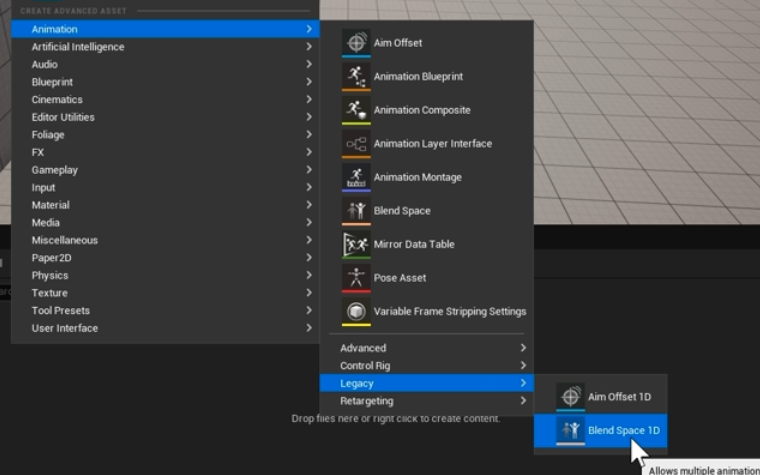 CREATE ADVANCED ASSET
Animation
Artificial Intelligence
Audio
Blueprint
Cinematics
Editor Utilities
Foliage
FX
Gameplay
Input
Material
Media
Miscellaneous
Paper2D
Physics
Texture
Tool Presets
User Interface
Aim Offset
Animation Blueprint
Animation Composite
Animation Layer Interface
Animation Montage
Blend Space
Mirror Data Table
Pose Asset
Variable Frame Stripping Settings
Advanced
Control Rig
Legacy
Retargeting
Aim Offset 1D
Blend Space 1D
Drop files here or right click to create content.
Allows multiple animation